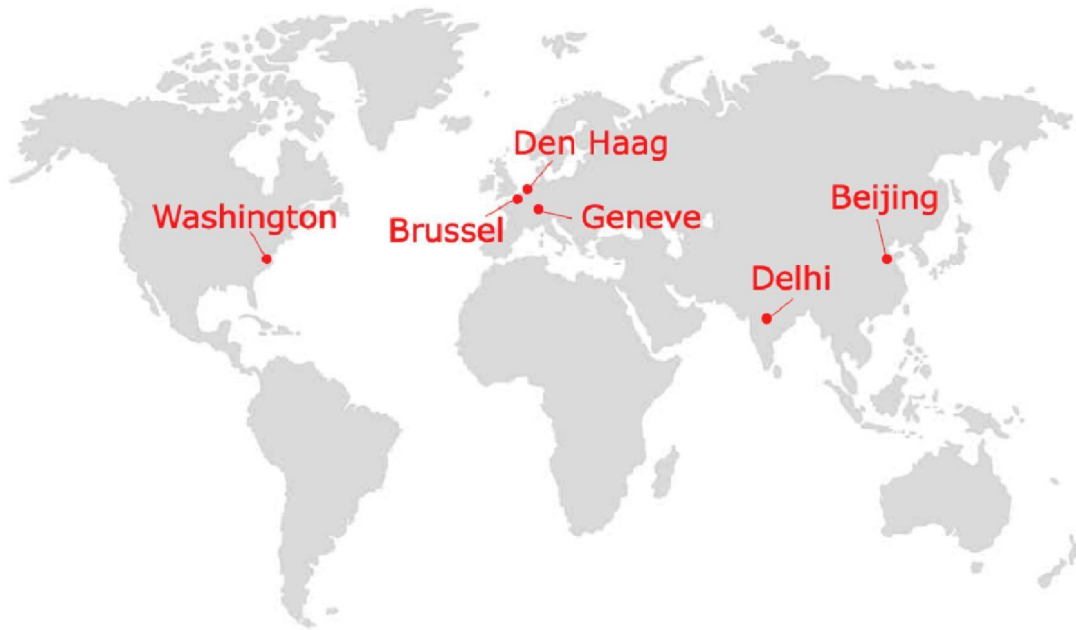 Den Haag
Washington
Brussel
Geneve
Beijing
Delhi